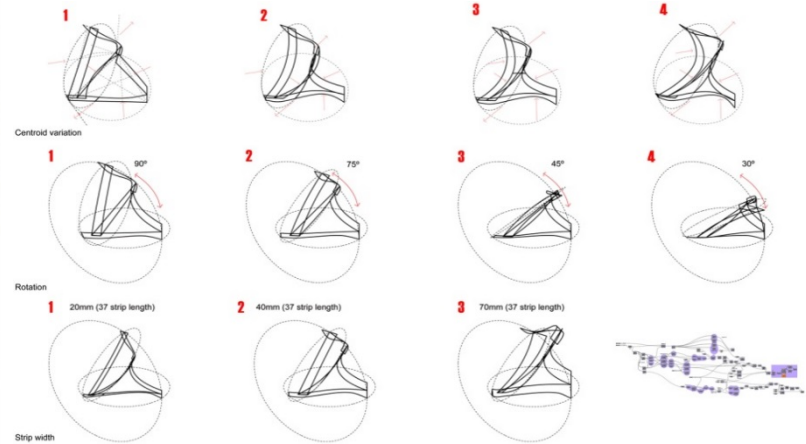 1 2 3 4
Centroid variation
1 90º 2 75º 3 45º 4 30º
Rotation
1 20mm (37 strip length) 2 40mm (37 strip length) 3 70mm (37 strip length)
Strip width